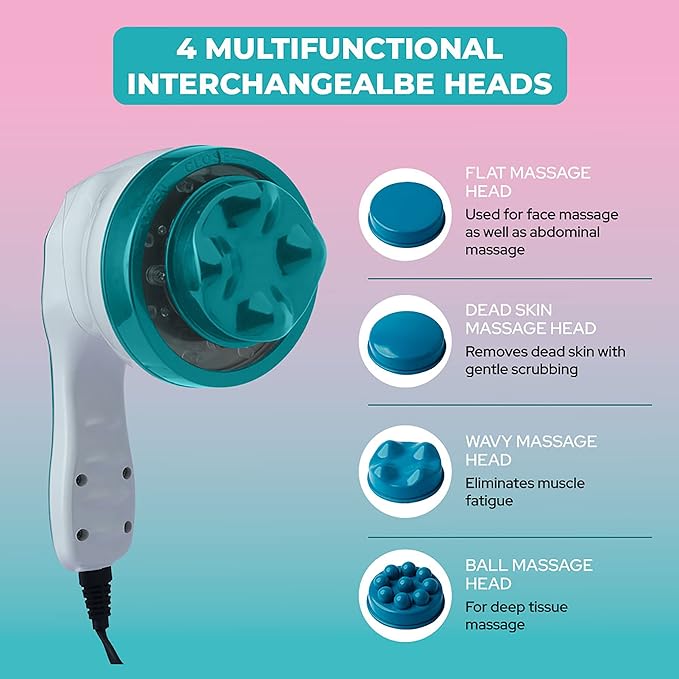 4 MULTIFUNCTIONAL
INTERCHANGEALBE HEADS
CLOSE
OPEN
FLAT MASSAGE
HEAD
Used for face massage
as well as abdominal
massage
DEAD SKIN
MASSAGE HEAD
Removes dead skin with
gentle scrubbing
WAVY MASSAGE
HEAD
Eliminates muscle
fatigue
BALL MASSAGE
HEAD
For deep tissue
massage